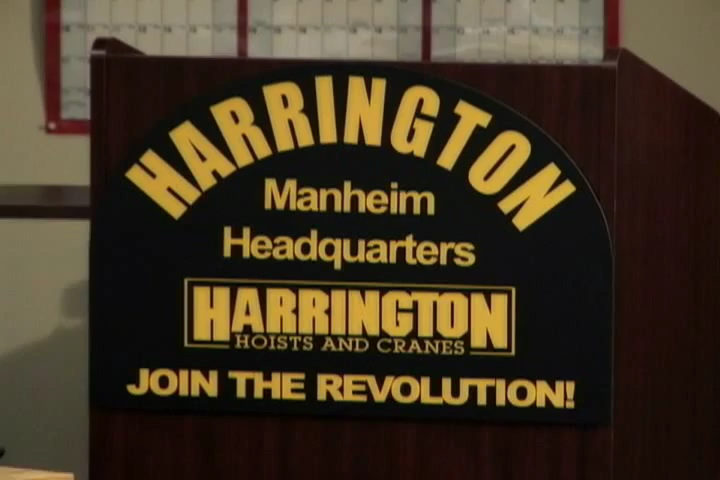 HARRINGTON
Manheim
Headquarters
HARRINGTON
HOISTS AND CRANES
JOIN THE REVOLUTION!